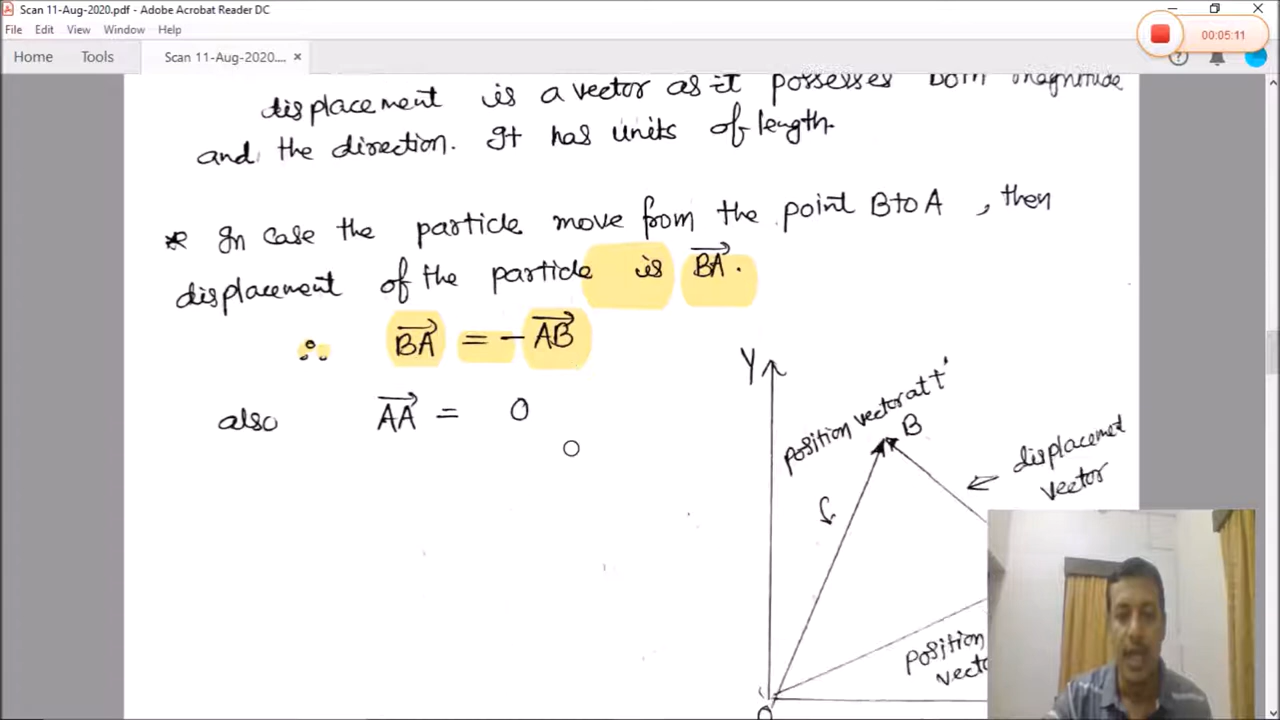 Scan 11-Aug-2020.pdf - Adobe Acrobat Reader DC
File Edit View Window Help
00:05:11
Home Tools Scan 11-Aug-2020.... ×
displacement is a vector as it possesses both magnitude
and the direction. It has units of length.
* In case the particle move from the point B to A , then
displacement of the particle is BA⃗.
∴ BA⃗ = - AB⃗
also AA⃗ = 0
Y
position vector at t'
B
displacemet
vector
position
O